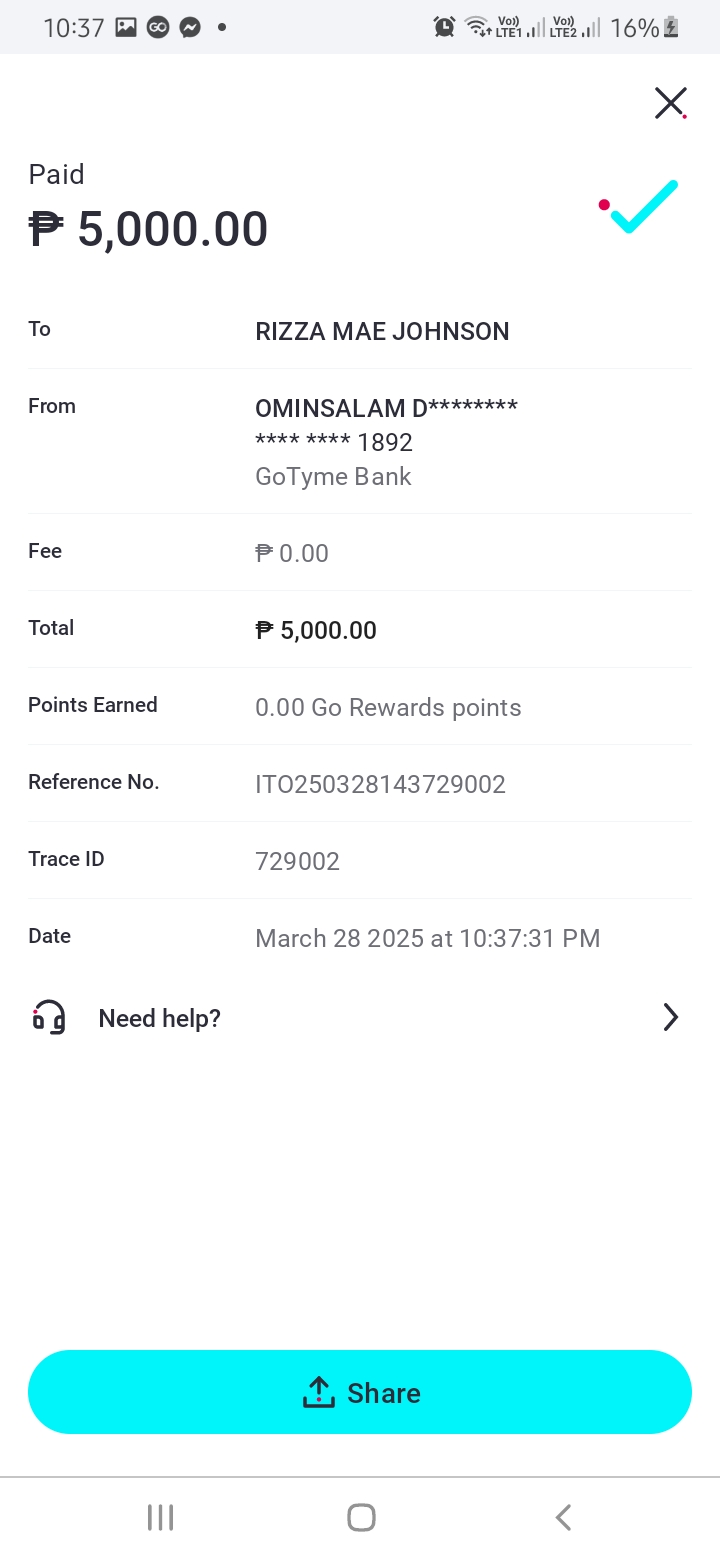 10:37 GO Vo)) LTE1 Vo)) LTE2 16%
Paid
₱ 5,000.00
To RIZZA MAE JOHNSON
From OMINSALAM D********
**** **** 1892
GoTyme Bank
Fee ₱ 0.00
Total ₱ 5,000.00
Points Earned 0.00 Go Rewards points
Reference No. ITO250328143729002
Trace ID 729002
Date March 28 2025 at 10:37:31 PM
Need help?
Share